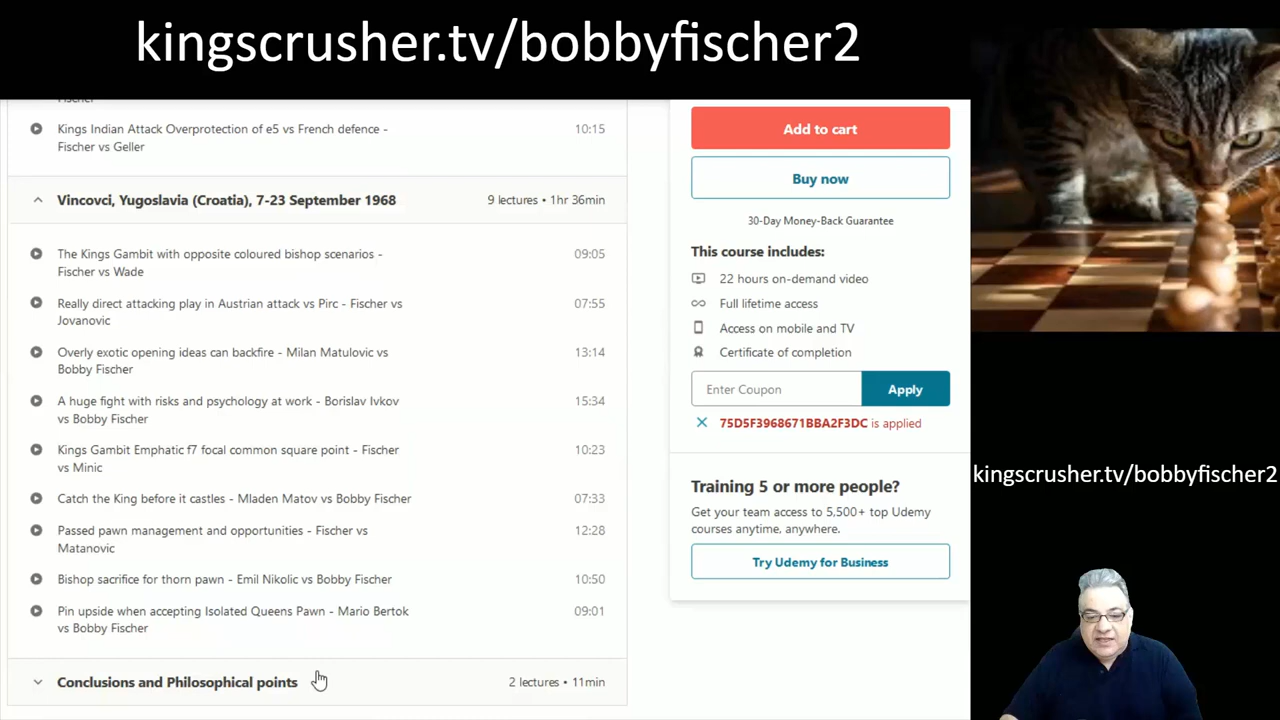 kingscrusher.tv/bobbyfischer2
Fischer
Kings Indian Attack Overprotection of e5 vs French defence -
Fischer vs Geller
10:15
Vincovci, Yugoslavia (Croatia), 7-23 September 1968
9 lectures • 1hr 36min
The Kings Gambit with opposite coloured bishop scenarios -
Fischer vs Wade
09:05
Really direct attacking play in Austrian attack vs Pirc - Fischer vs
Jovanovic
07:55
Overly exotic opening ideas can backfire - Milan Matulovic vs
Bobby Fischer
13:14
A huge fight with risks and psychology at work - Borislav Ivkov
vs Bobby Fischer
15:34
Kings Gambit Emphatic f7 focal common square point - Fischer
vs Minic
10:23
Catch the King before it castles - Mladen Matov vs Bobby Fischer
07:33
Passed pawn management and opportunities - Fischer vs
Matanovic
12:28
Bishop sacrifice for thorn pawn - Emil Nikolic vs Bobby Fischer
10:50
Pin upside when accepting Isolated Queens Pawn - Mario Bertok
vs Bobby Fischer
09:01
Conclusions and Philosophical points
2 lectures • 11min
Add to cart
Buy now
30-Day Money-Back Guarantee
This course includes:
22 hours on-demand video
Full lifetime access
Access on mobile and TV
Certificate of completion
Enter Coupon
Apply
75D5F3968671BBA2F3DC is applied
Training 5 or more people?
Get your team access to 5,500+ top Udemy
courses anytime, anywhere.
Try Udemy for Business
kingscrusher.tv/bobbyfischer2